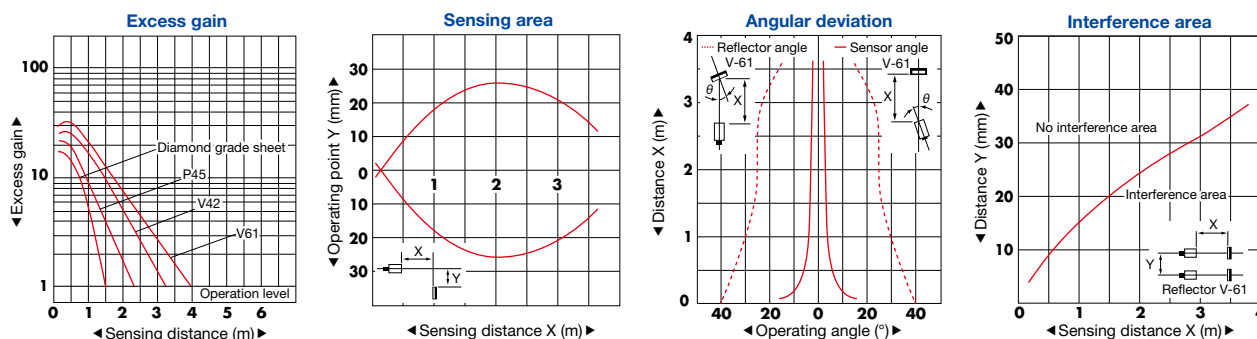 Excess gain
100
10
1
◄Excess gain►
Diamond grade sheet
P45
V42
V61
Operation level
0 1 2 3 4 5 6
◄Sensing distance (m)►
Sensing area
30
20
10
0
10
20
30
1 2 3
◄Operating point Y (mm)►
X
Y
◄Sensing distance X (m)►
Angular deviation
4
3
2
1
0
◄Distance X (m)►
Reflector angle
Sensor angle
V-61
V-61
θ
X
X
θ
40 20 0 20 40
◄Operating angle (°)►
Interference area
50
40
30
20
10
◄Distance Y (mm)►
No interference area
Interference area
X
Y
Reflector V-61
0 1 2 3 4
◄Sensing distance X (m)►